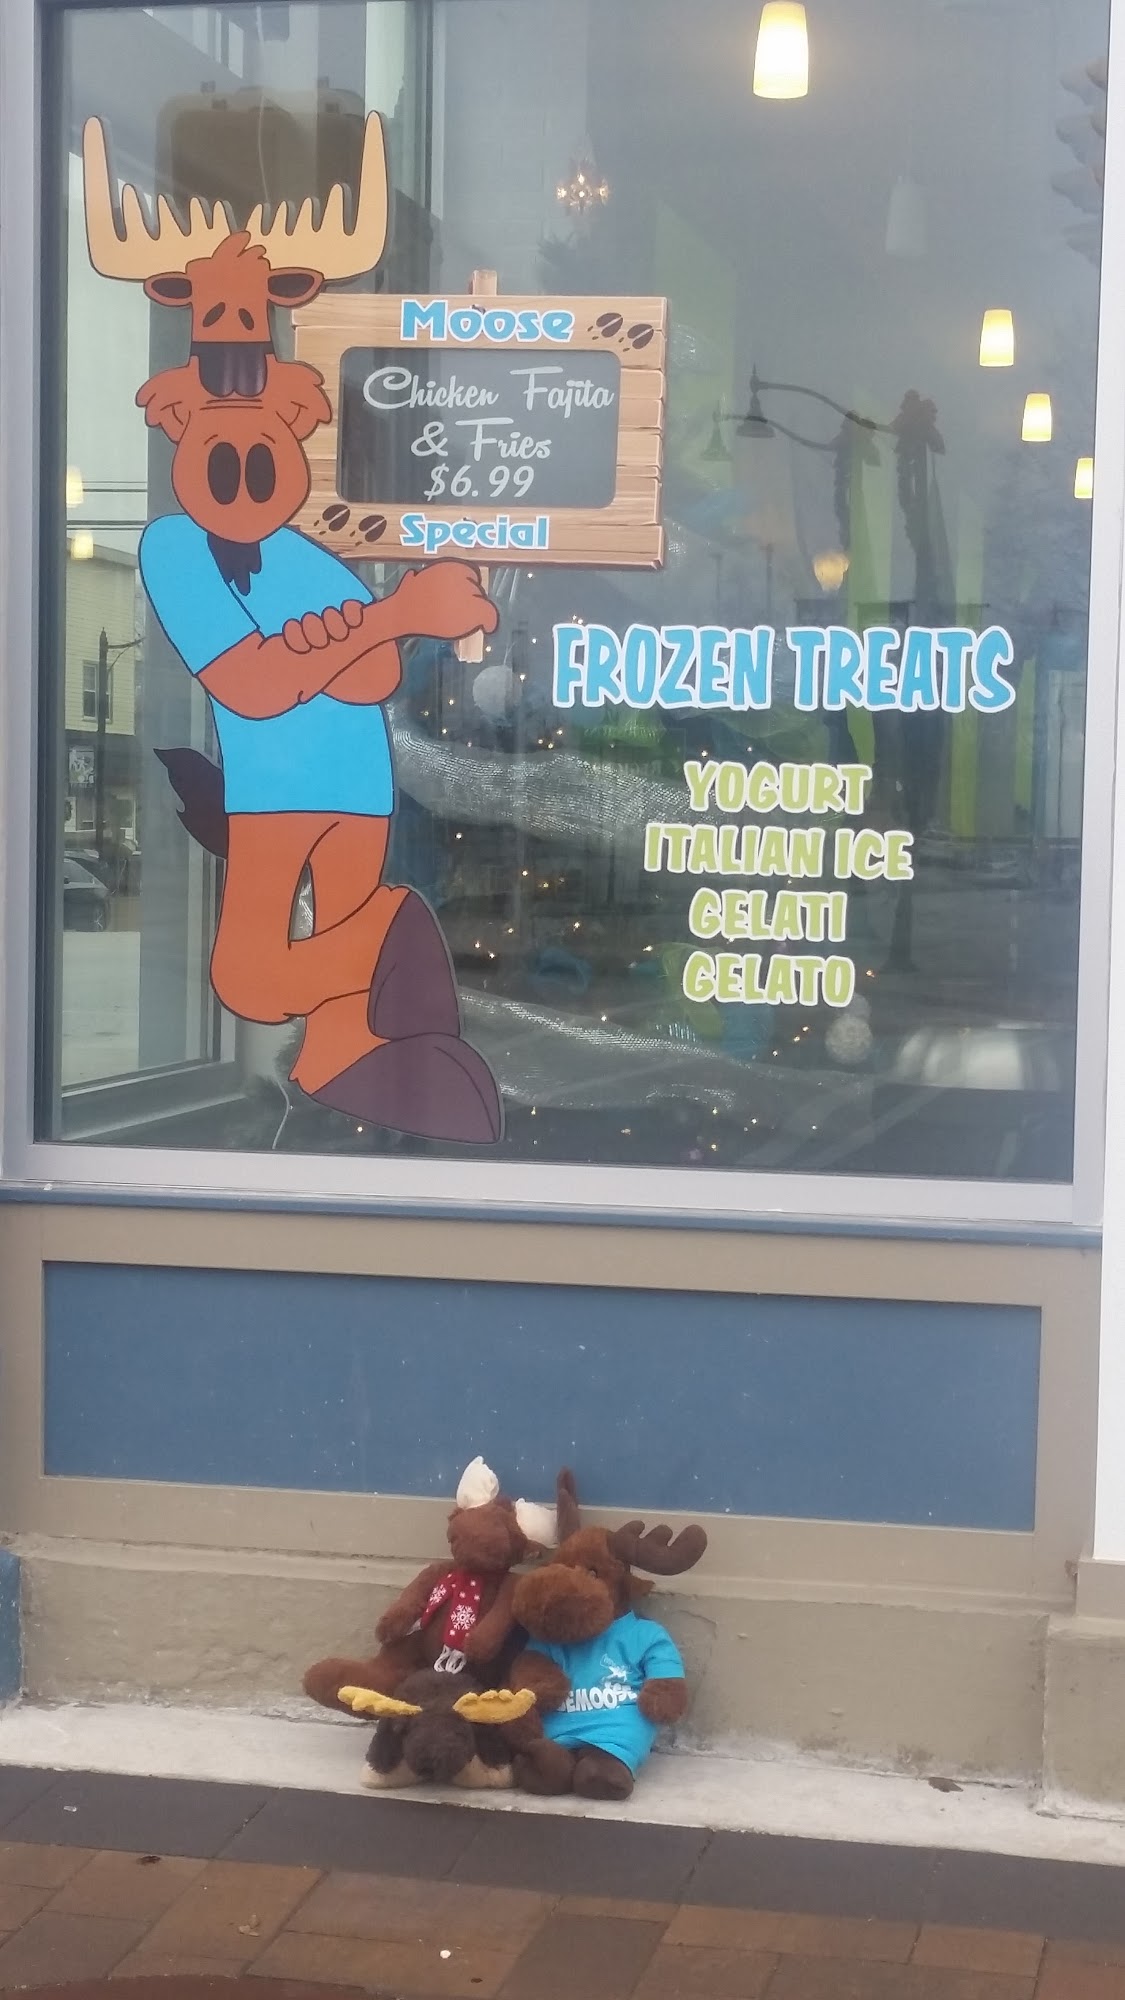 Moose
Chicken Fajita
& Fries
$6.99
Special
FROZEN TREATS
YOGURT
ITALIAN ICE
GELATI
GELATO